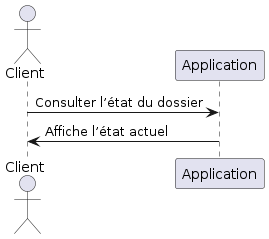 Client
Application
Consulter l’état du dossier
Affiche l’état actuel
Client
Application